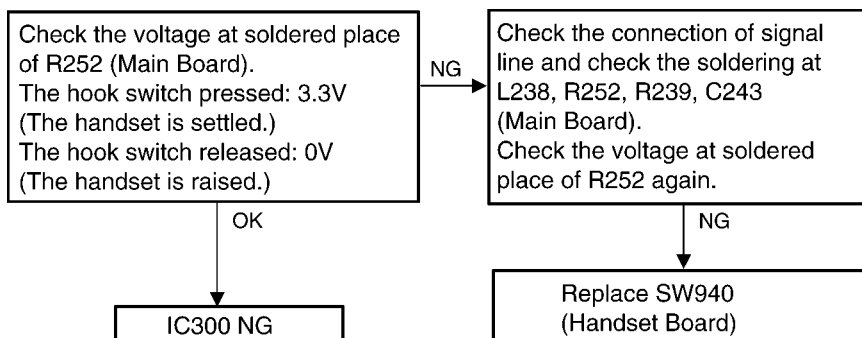 Check the voltage at soldered place
of R252 (Main Board).
The hook switch pressed: 3.3V
(The handset is settled.)
The hook switch released: 0V
(The handset is raised.)
NG
Check the connection of signal
line and check the soldering at
L238, R252, R239, C243
(Main Board).
Check the voltage at soldered
place of R252 again.
OK
NG
IC300 NG
Replace SW940
(Handset Board)